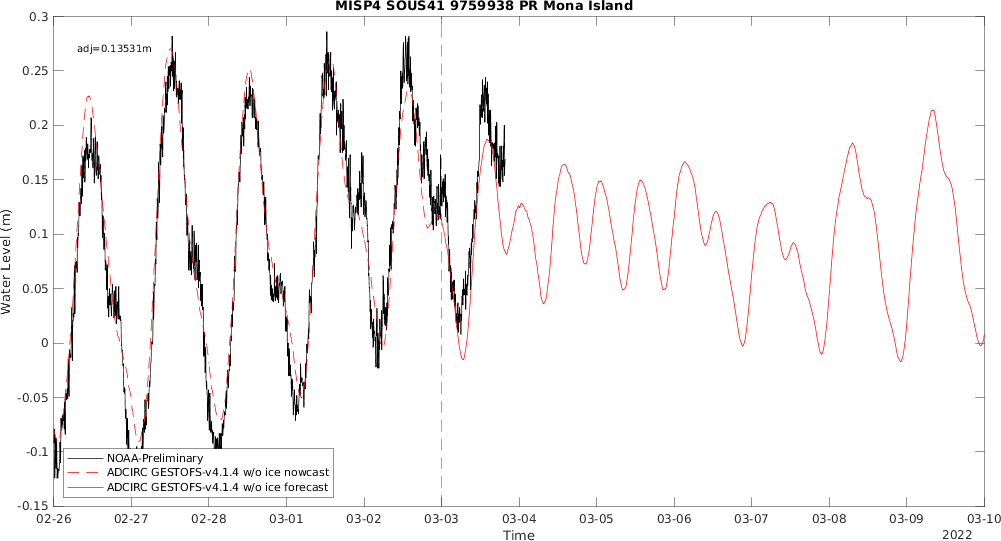 MISP4 SOUS41 9759938 PR Mona Island
adj=0.13531m
Water Level (m)
0.3
0.25
0.2
0.15
0.1
0.05
0
-0.05
-0.1
-0.15
NOAA-Preliminary
ADCIRC GESTOFS-v4.1.4 w/o ice nowcast
ADCIRC GESTOFS-v4.1.4 w/o ice forecast
02-26 02-27 02-28 03-01 03-02 03-03 03-04 03-05 03-06 03-07 03-08 03-09 03-10
Time
2022